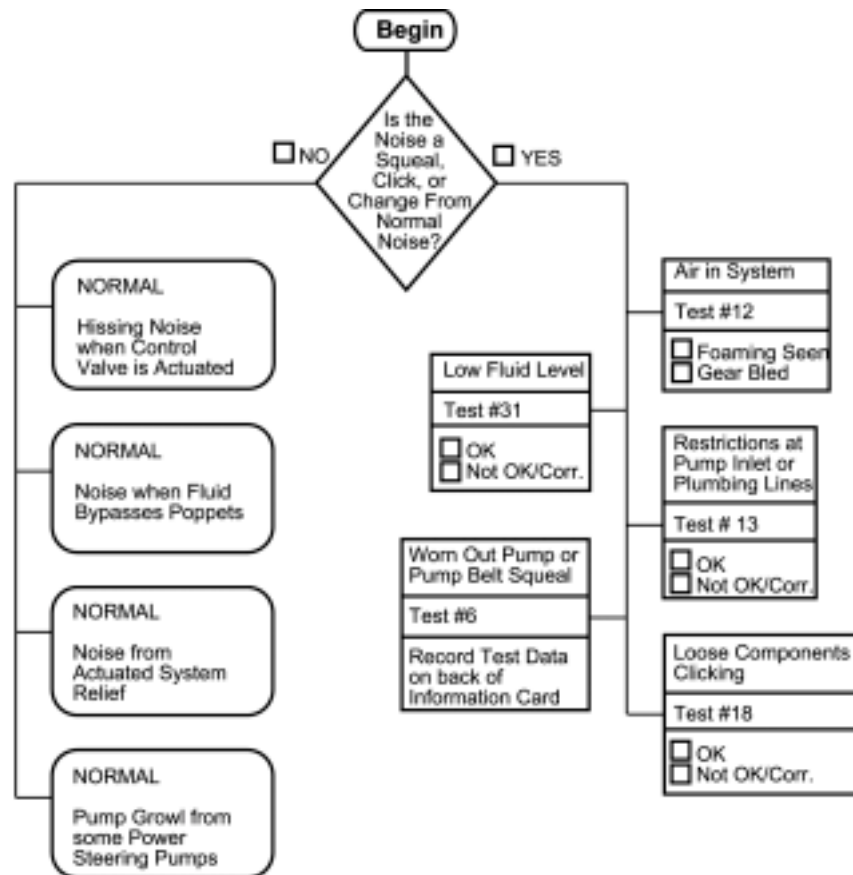 Begin
Is the
Noise a
Squeal,
Click, or
Change From
Normal
Noise?
NO
YES
NORMAL
Hissing Noise
when Control
Valve is Actuated
NORMAL
Noise when Fluid
Bypasses Poppets
NORMAL
Noise from
Actuated System
Relief
NORMAL
Pump Growl from
some Power
Steering Pumps
Low Fluid Level
Test #31
OK
Not OK/Corr.
Worn Out Pump or
Pump Belt Squeal
Test #6
Record Test Data
on back of
Information Card
Air in System
Test #12
Foaming Seen
Gear Bled
Restrictions at
Pump Inlet or
Plumbing Lines
Test # 13
OK
Not OK/Corr.
Loose Components
Clicking
Test #18
OK
Not OK/Corr.